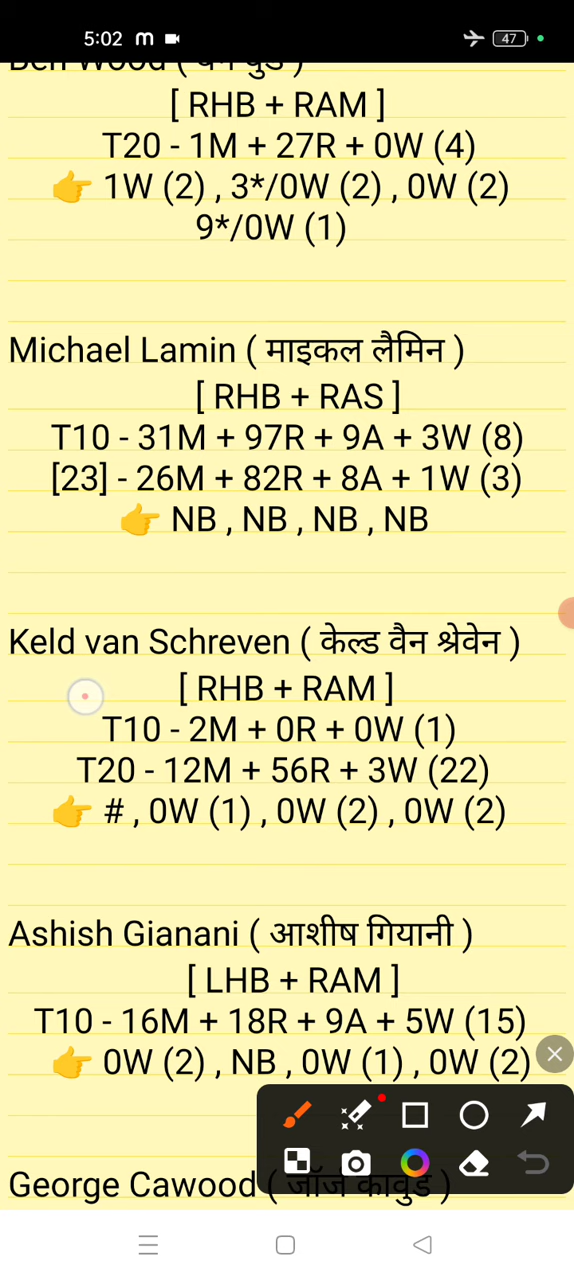 5:02 m
47
Ben Wood ( बेन वुड )
[ RHB + RAM ]
T20 - 1M + 27R + 0W (4)
👉 1W (2) , 3*/0W (2) , 0W (2)
9*/0W (1)
Michael Lamin ( माइकल लैमिन )
[ RHB + RAS ]
T10 - 31M + 97R + 9A + 3W (8)
[23] - 26M + 82R + 8A + 1W (3)
👉 NB , NB , NB , NB
Keld van Schreven ( केल्ड वैन श्रेवेन )
[ RHB + RAM ]
T10 - 2M + 0R + 0W (1)
T20 - 12M + 56R + 3W (22)
👉 # , 0W (1) , 0W (2) , 0W (2)
Ashish Gianani ( आशीष गियानी )
[ LHB + RAM ]
T10 - 16M + 18R + 9A + 5W (15)
👉 0W (2) , NB , 0W (1) , 0W (2)
George Cawood ( जॉर्ज कावुड )